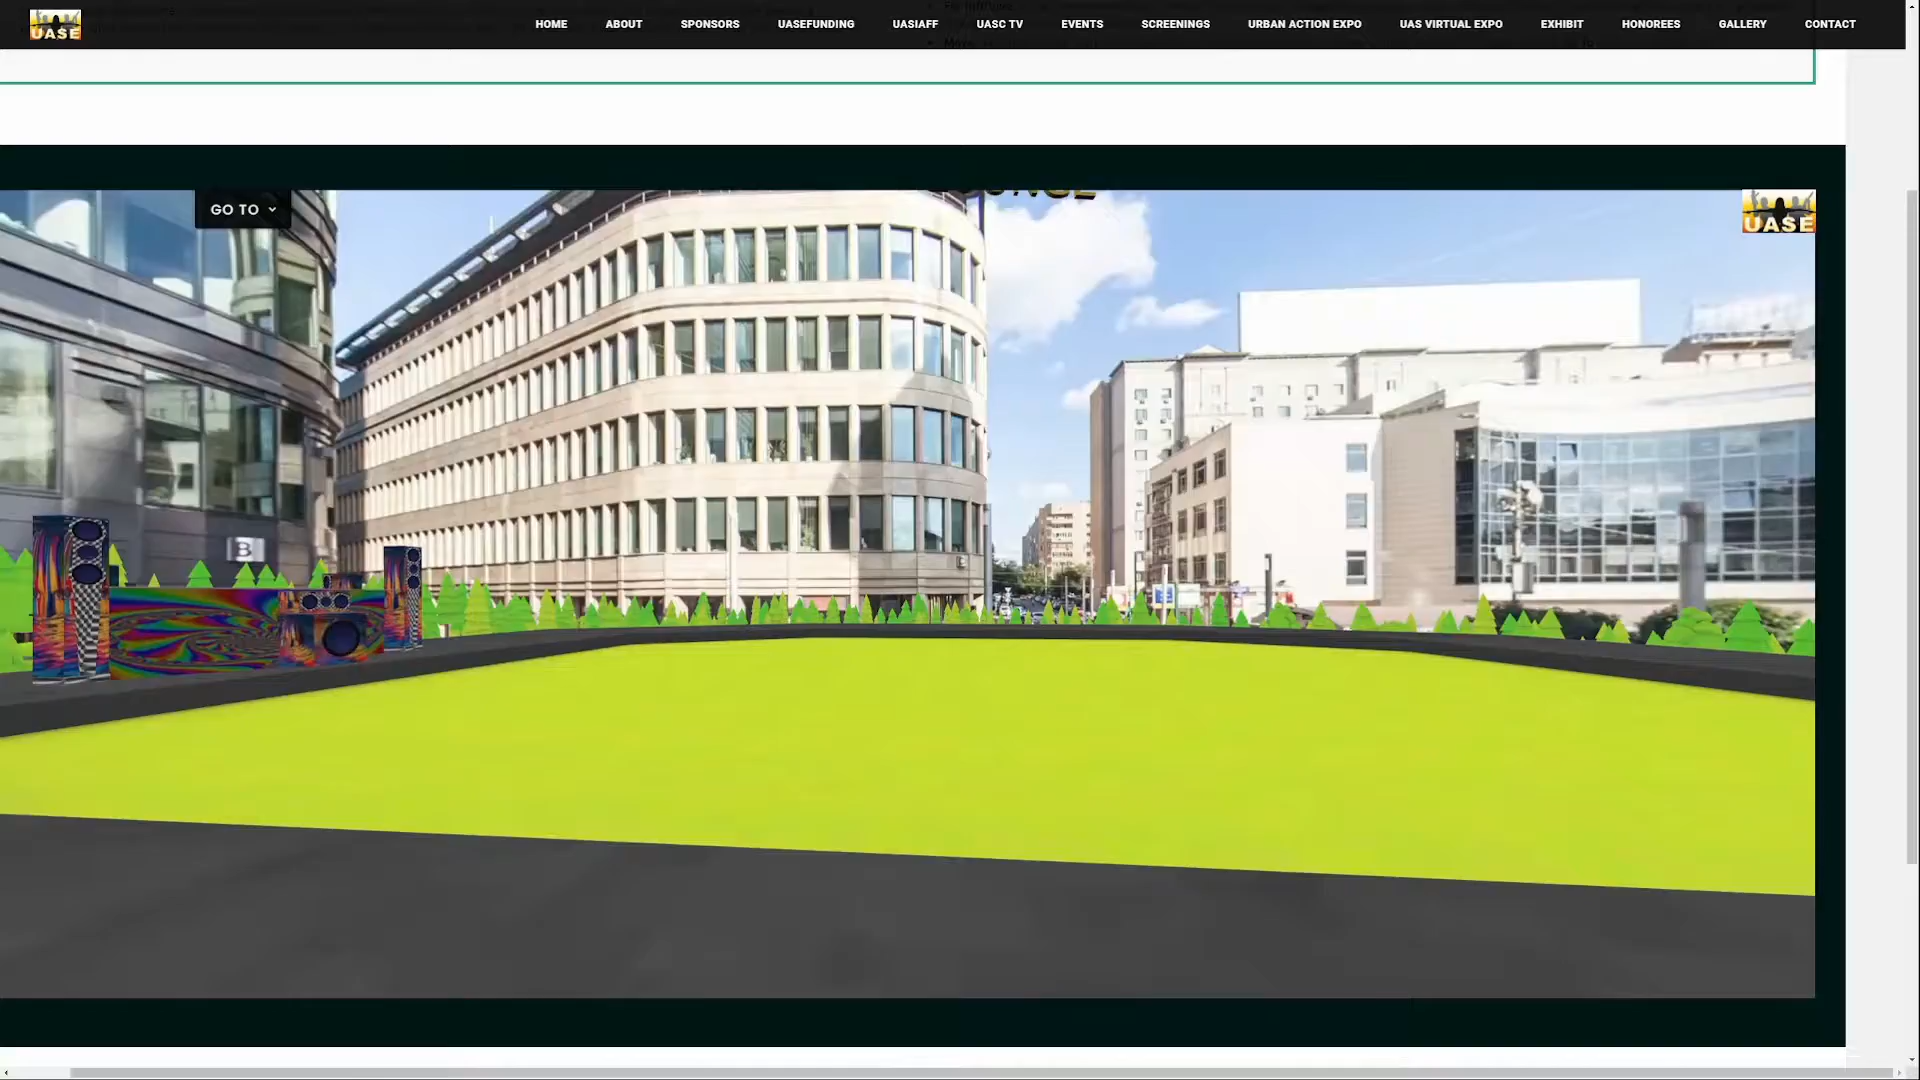 UASE
HOME ABOUT SPONSORS UASEFUNDING UASIAFF UASC TV EVENTS SCREENINGS URBAN ACTION EXPO UAS VIRTUAL EXPO EXHIBIT HONOREES GALLERY CONTACT
GO TO
UASE
B